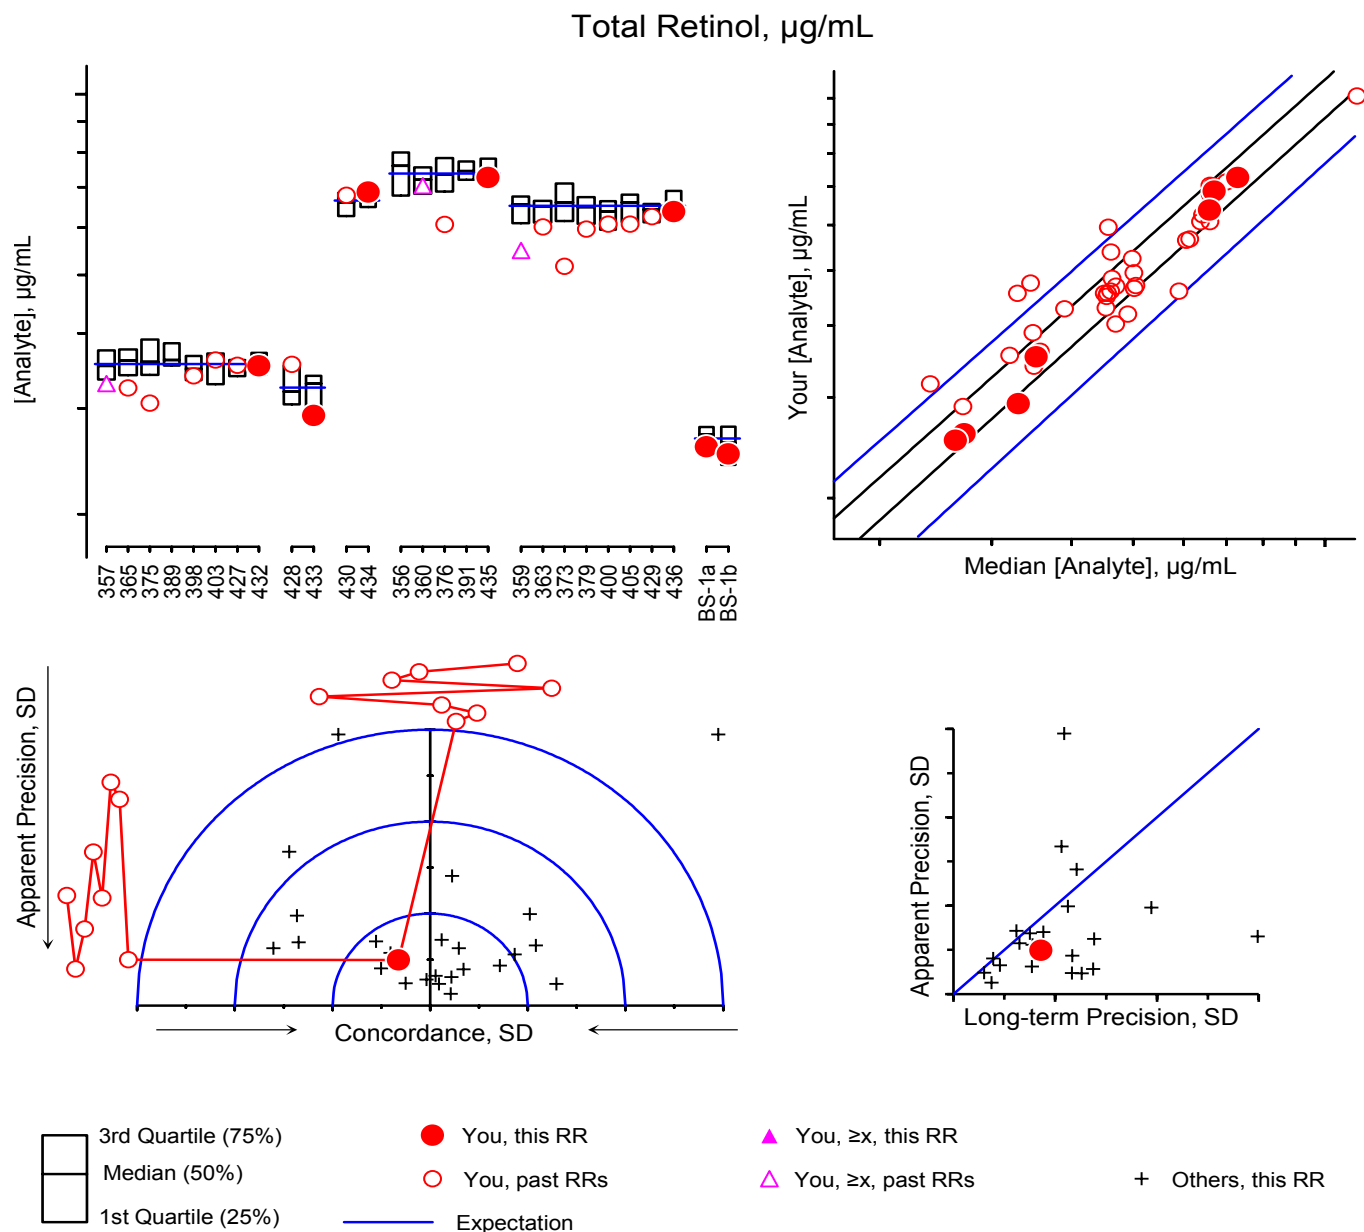 Total Retinol, µg/mL
[Analyte], µg/mL
357 365 375 389 398 403 427 432 428 433 430 434 356 360 376 391 435 359 363 373 379 400 405 429 436 BS-1a BS-1b
Your [Analyte], µg/mL
Median [Analyte], µg/mL
Apparent Precision, SD
Concordance, SD
Apparent Precision, SD
Long-term Precision, SD
3rd Quartile (75%)
Median (50%)
1st Quartile (25%)
You, this RR
You, past RRs
Expectation
You, ≥x, this RR
You, ≥x, past RRs
Others, this RR